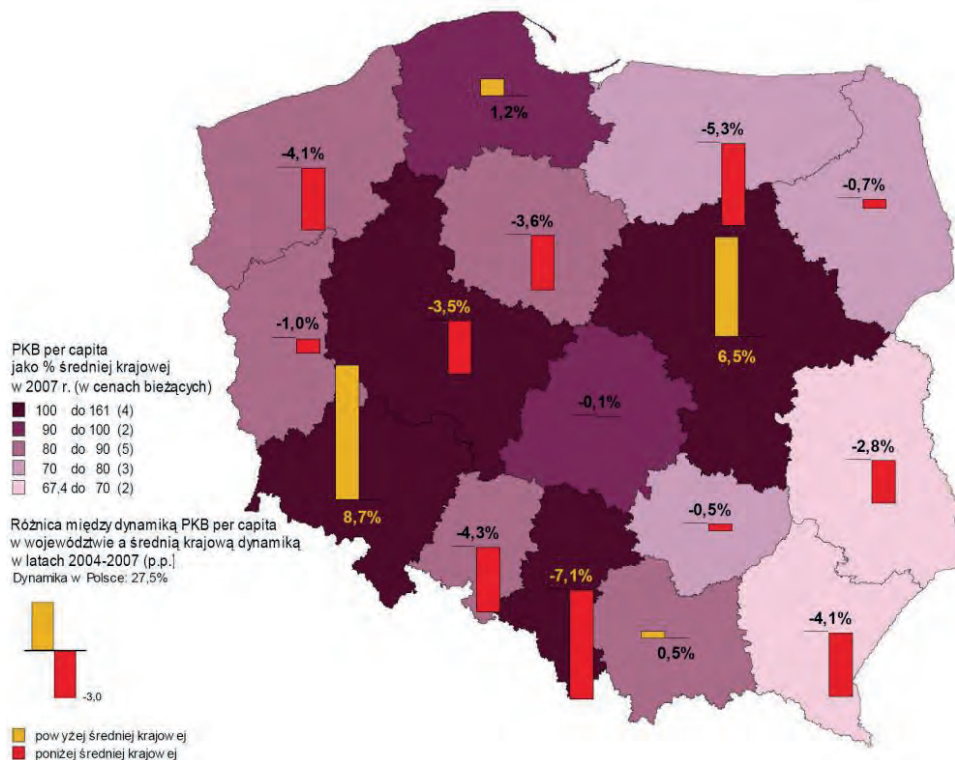 1,2%
-5,3%
-4,1%
-0,7%
-3,6%
-3,5%
-1,0%
6,5%
-0,1%
-2,8%
8,7%
-0,5%
-4,3%
-7,1%
-4,1%
0,5%
PKB per capita
jako % średniej krajowej
w 2007 r. (w cenach bieżących)
100 do 161 (4)
90 do 100 (2)
80 do 90 (5)
70 do 80 (3)
67,4 do 70 (2)
Różnica między dynamiką PKB per capita
w województwie a średnią krajową dynamiką
w latach 2004-2007 (p.p.)
Dynamika w Polsce: 27,5%
-3,0
powyżej średniej krajowej
poniżej średniej krajowej